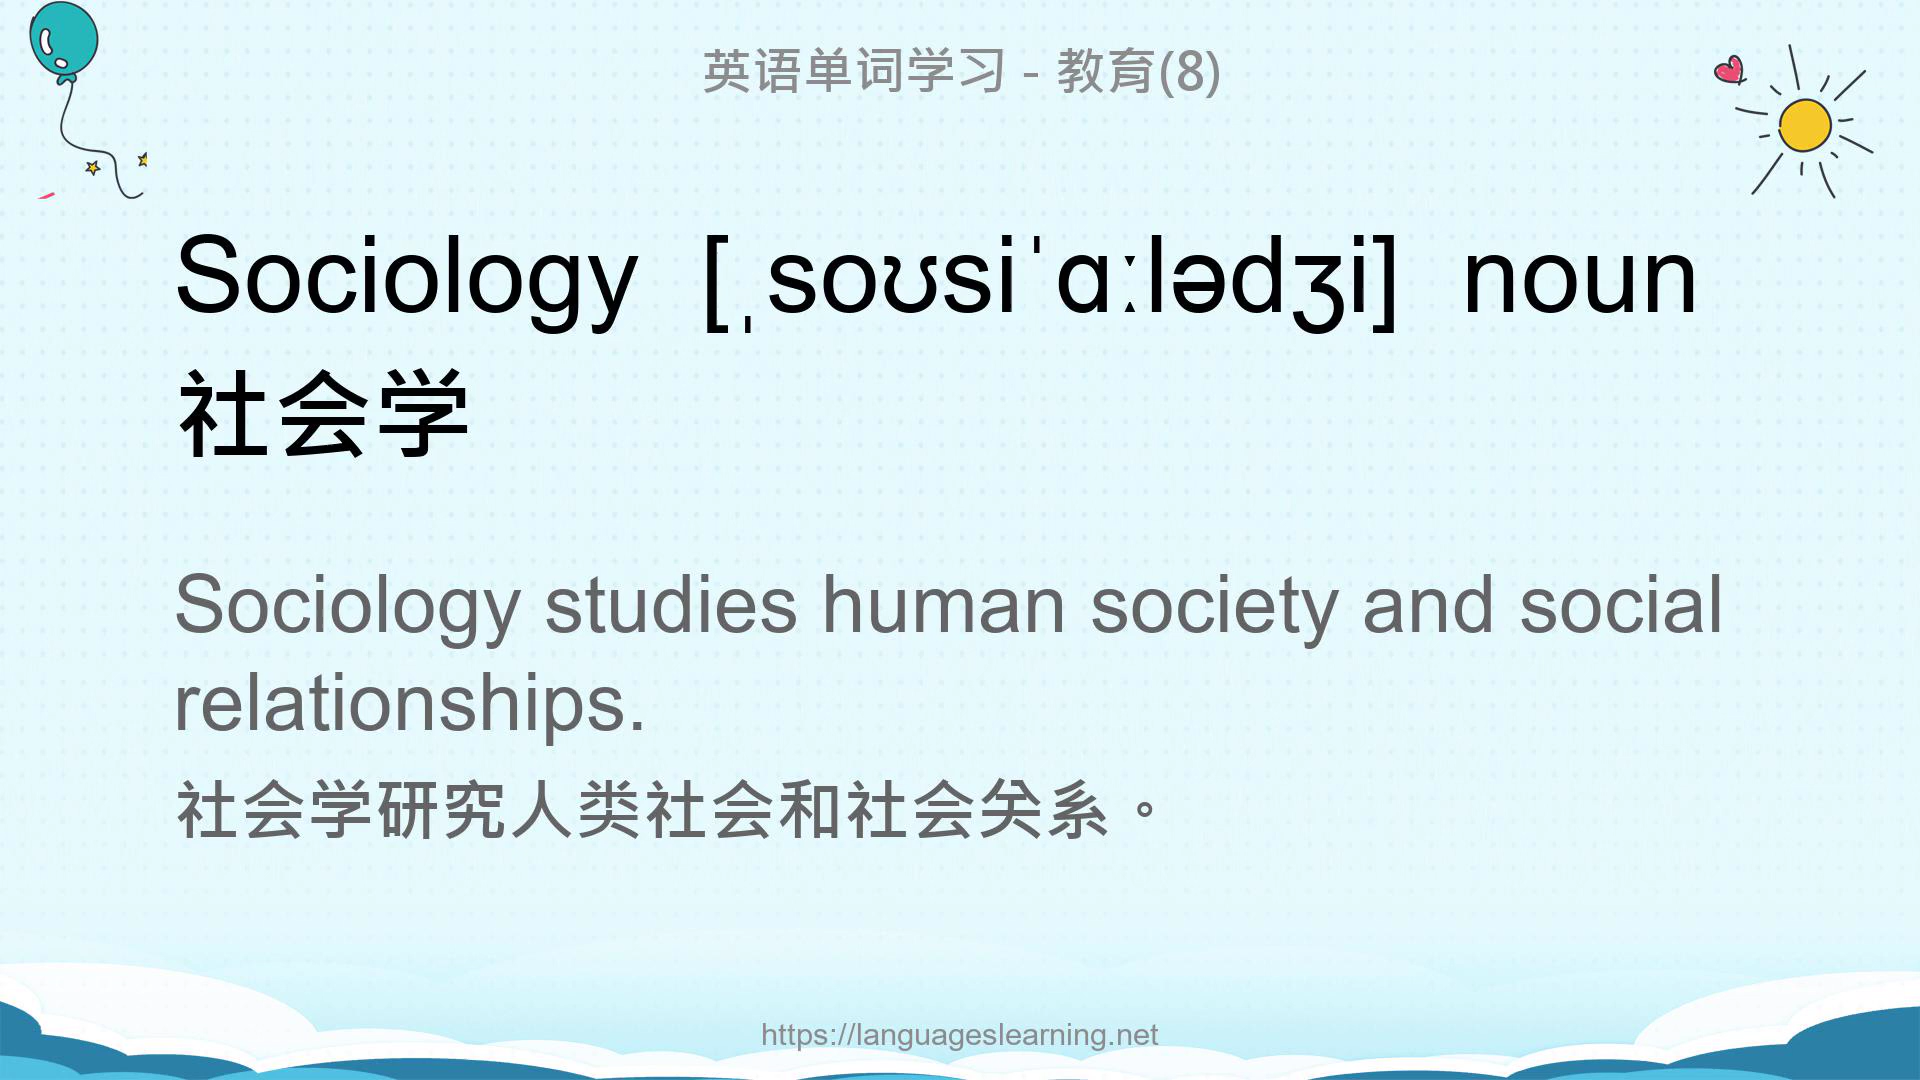 英语单词学习 - 教育(8)
Sociology [ˌsoʊsiˈɑːlədʒi] noun
社会学
Sociology studies human society and social
relationships.
社会学研究人类社会和社会关系。
https://languageslearning.net